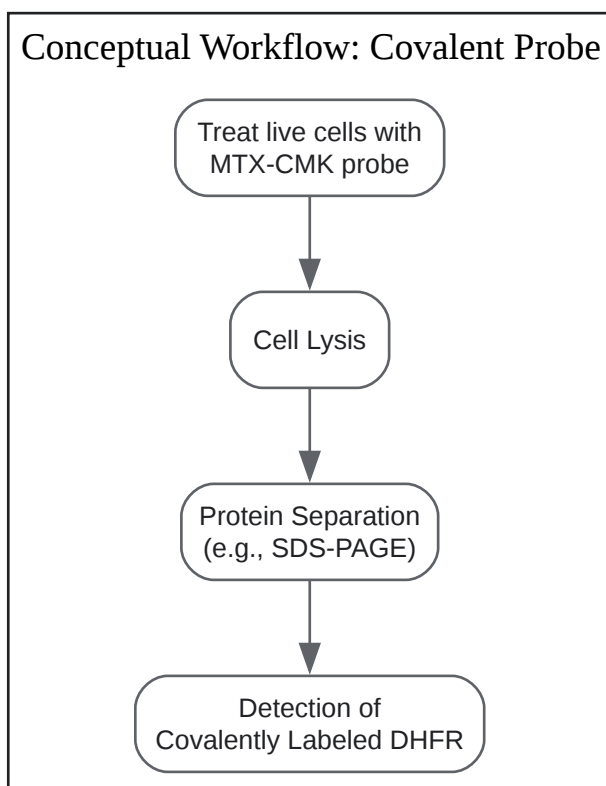 Conceptual Workflow: Covalent Probe
Treat live cells with
MTX-CMK probe
Cell Lysis
Protein Separation
(e.g., SDS-PAGE)
Detection of
Covalently Labeled DHFR